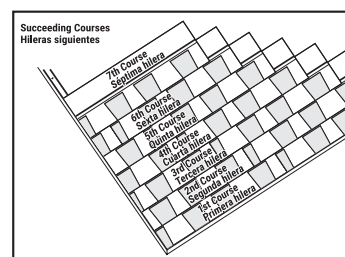 Succeeding Courses
Hileras siguientes
7th Course
Séptima hilera
6th Course
Sexta hilera
5th Course
Quinta hilera
4th Course
Cuarta hilera
3rd Course
Tercera hilera
2nd Course
Segunda hilera
1st Course
Primera hilera